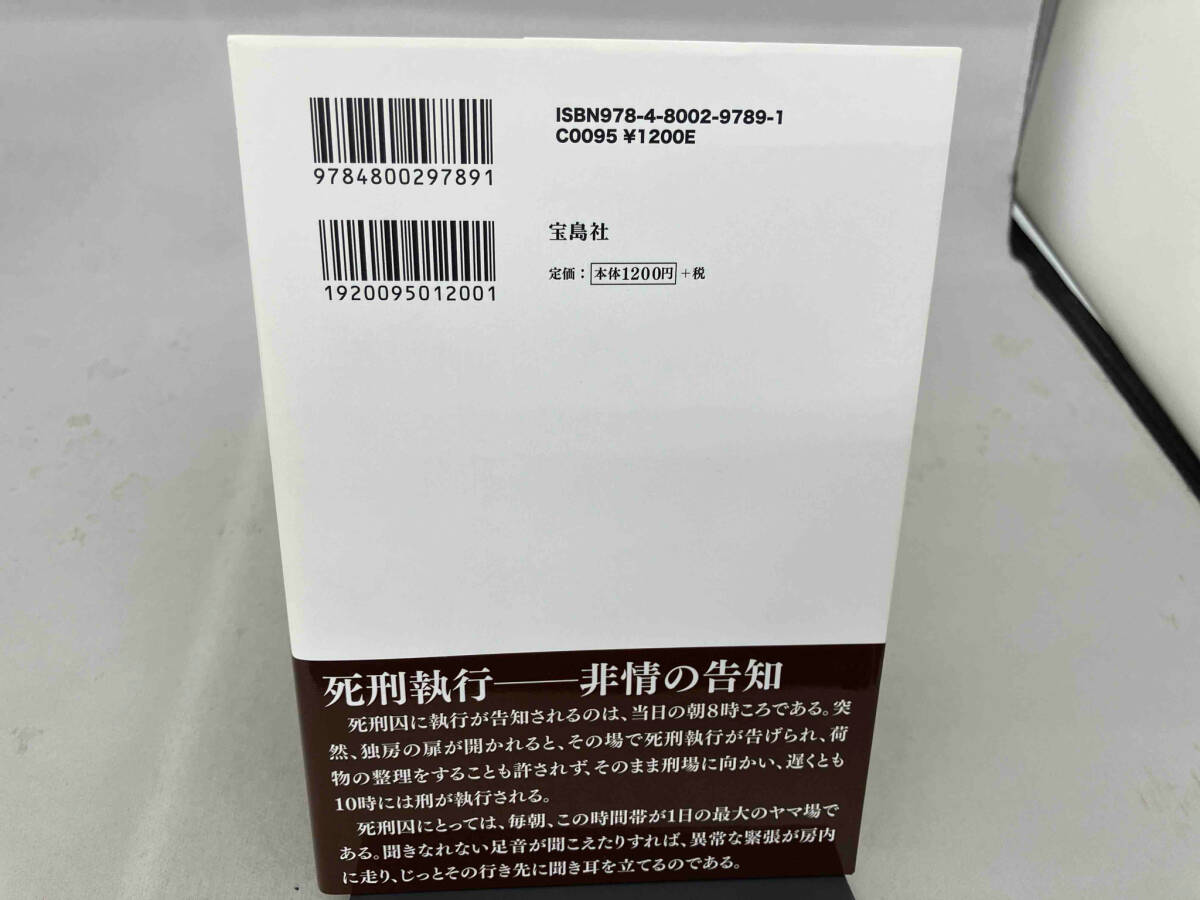 ISBN978-4-8002-9789-1
C0095 ¥1200E
9784800297891
宝島社
定価：本体1200円+税
1920095012001
死刑執行──非情の告知
死刑囚に執行が告知されるのは、当日の朝8時ころである。突
然、独房の扉が開かれると、その場で死刑執行が告げられ、荷
物の整理をすることも許されず、そのまま刑場に向かい、遅くとも
10時には刑が執行される。
死刑囚にとっては、毎朝、この時間帯が1日の最大のヤマ場で
ある。聞きなれない足音が聞こえたりすれば、異常な緊張が房内
に走り、じっとその行き先に聞き耳を立てるのである。